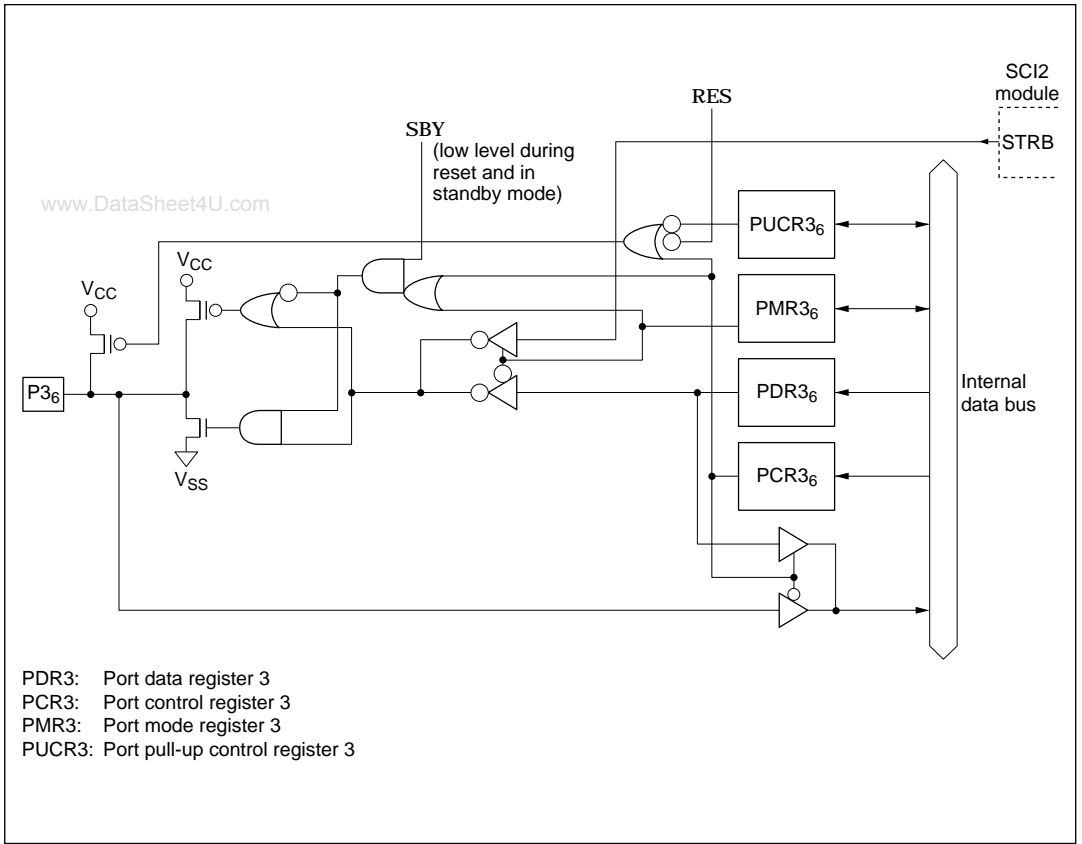 SCI2
module
RES
STRB
SBY
(low level during
reset and in
standby mode)
www.DataSheet4U.com
PUCR3₆
VCC
VCC
PMR3₆
P3₆
PDR3₆
Internal
data bus
VSS
PCR3₆
PDR3: Port data register 3
PCR3: Port control register 3
PMR3: Port mode register 3
PUCR3: Port pull-up control register 3